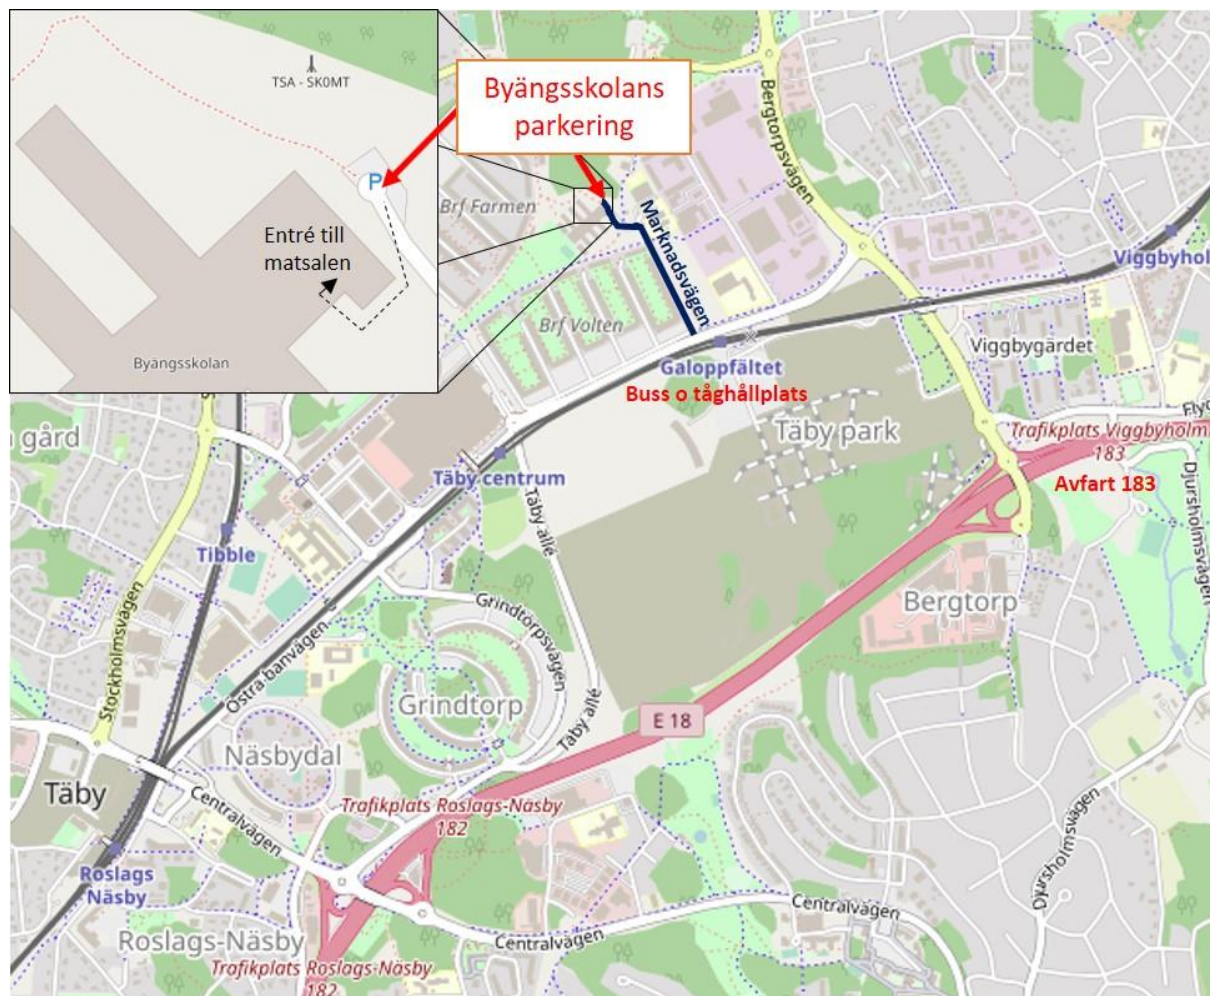 TSA - SK0MT
P
Entré till
matsalen
Byängsskolan
Byängsskolans
parkering
Bergtorpsvägen
Brf Farmen
Marknadsvägen
Brf Volten
Galoppfältet
Buss o tåghållplats
Viggbyhol
Viggbygärdet
Täby park
Trafikplats Viggbyholm
183
Avfart 183
Djursholmsvägen
gård
Täby centrum
Täby allé
Tibble
Stockholmsvägen
Östra banvägen
Grindtorpsvägen
Grindtorp
Täby allé
Bergtorp
E 18
Näsbydal
Täby
Centralvägen
Trafikplats Roslags-Näsby
182
Roslags
Näsby
Roslags-Näsby
Trafikplats Roslags-Näsby
182
Centralvägen
Centralvägen
Djursholmsvägen